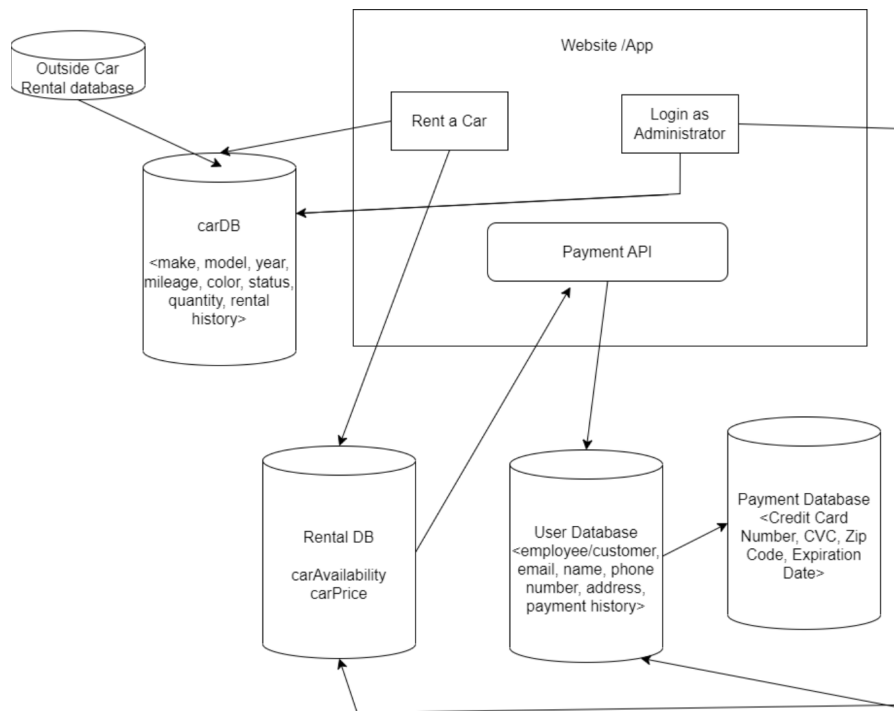 Website /App
Outside Car
Rental database
Rent a Car
Login as
Administrator
carDB
<make, model, year,
mileage, color, status,
quantity, rental
history>
Payment API
Rental DB
carAvailability
carPrice
User Database
<employee/customer,
email, name, phone
number, address,
payment history>
Payment Database
<Credit Card
Number, CVC, Zip
Code, Expiration
Date>